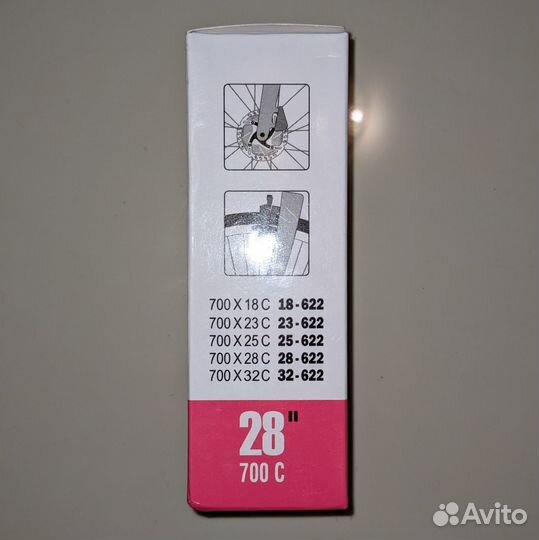 700 X 18 C 18-622
700 X 23 C 23-622
700 X 25 C 25-622
700 X 28 C 28-622
700 X 32 C 32-622
28"
700 C
Avito